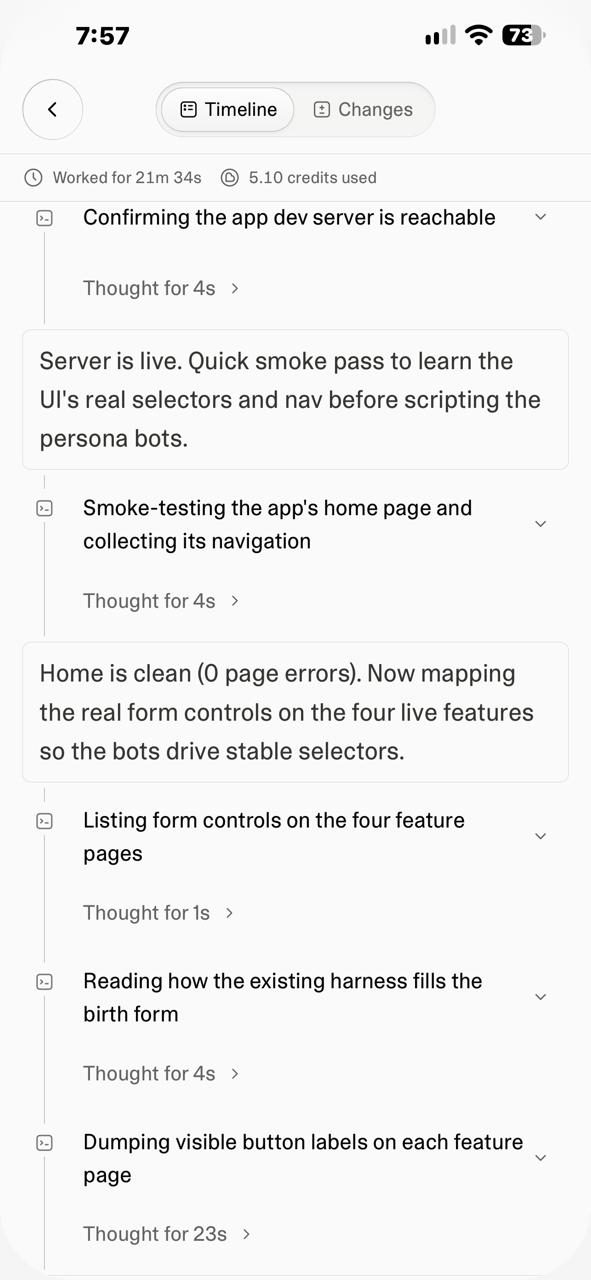 7:57
73
Timeline
Changes
Worked for 21m 34s
5.10 credits used
Confirming the app dev server is reachable
Thought for 4s
Server is live. Quick smoke pass to learn the
UI's real selectors and nav before scripting the
persona bots.
Smoke-testing the app's home page and
collecting its navigation
Thought for 4s
Home is clean (0 page errors). Now mapping
the real form controls on the four live features
so the bots drive stable selectors.
Listing form controls on the four feature
pages
Thought for 1s
Reading how the existing harness fills the
birth form
Thought for 4s
Dumping visible button labels on each feature
page
Thought for 23s